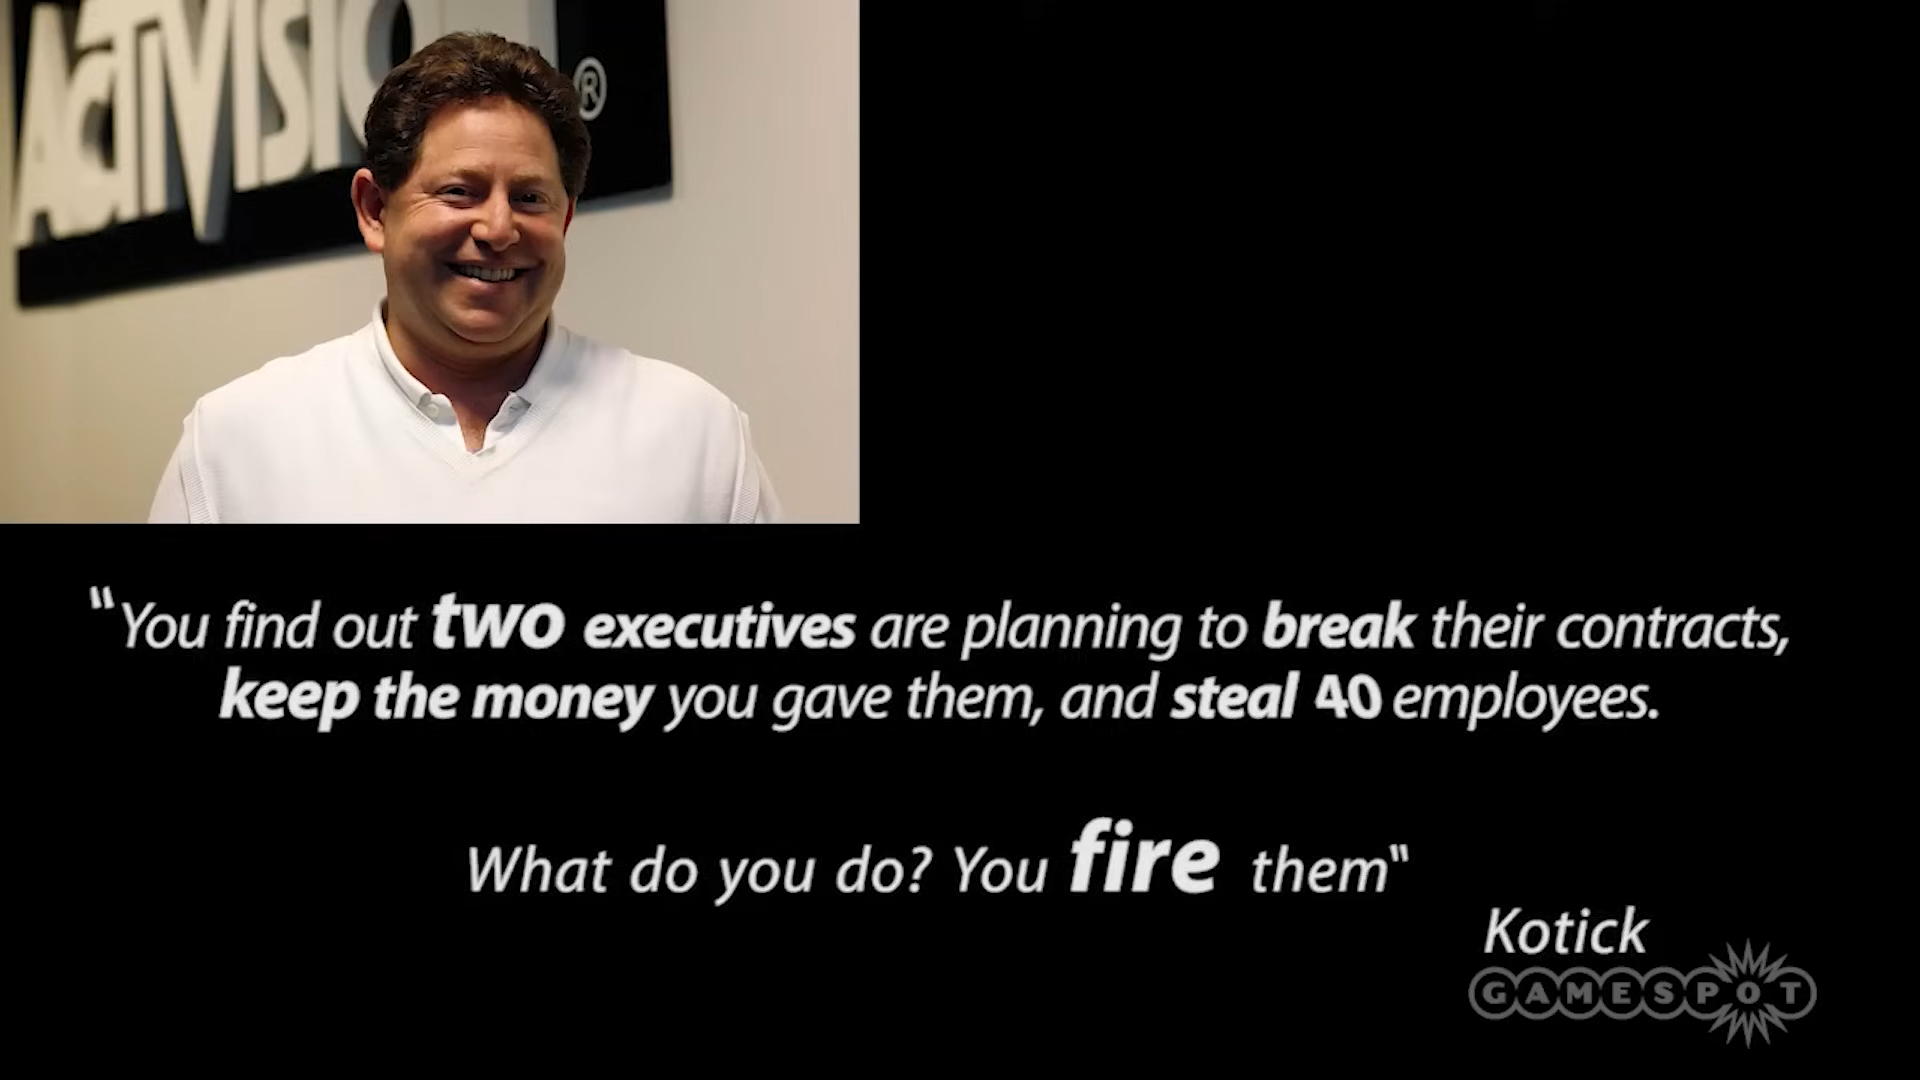 ACTIVISIO ®
"You find out two executives are planning to break their contracts,
keep the money you gave them, and steal 40 employees.
What do you do? You fire them"
Kotick
GAMESPOT